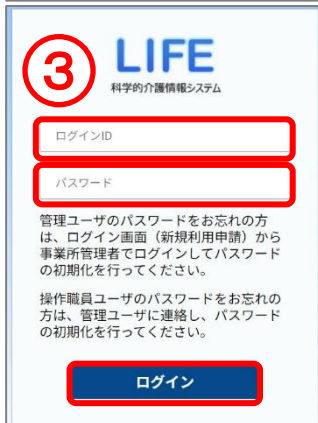 ③
LIFE
科学的介護情報システム
ログインID
パスワード
管理ユーザのパスワードをお忘れの方
は、ログイン画面（新規利用申請）から
事業所管理者でログインしてパスワード
の初期化を行ってください。
操作職員ユーザのパスワードをお忘れの
方は、管理ユーザに連絡し、パスワード
の初期化を行ってください。
ログイン